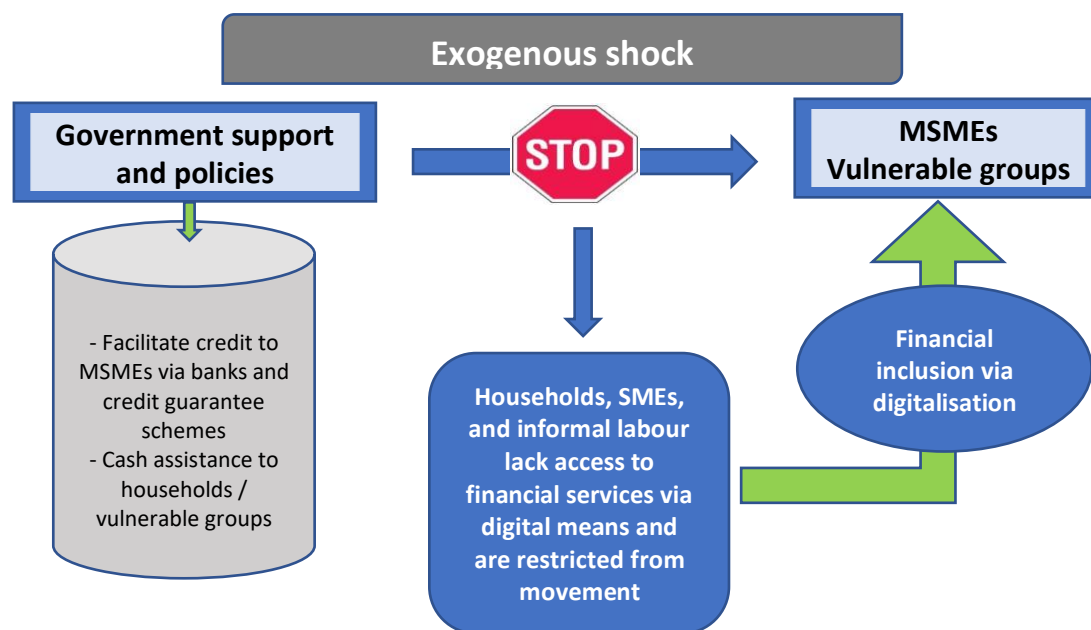 Exogenous shock
Government support
and policies
STOP
MSMEs
Vulnerable groups
- Facilitate credit to
MSMEs via banks and
credit guarantee
schemes
- Cash assistance to
households /
vulnerable groups
Households, SMEs,
and informal labour
lack access to
financial services via
digital means and
are restricted from
movement
Financial
inclusion via
digitalisation